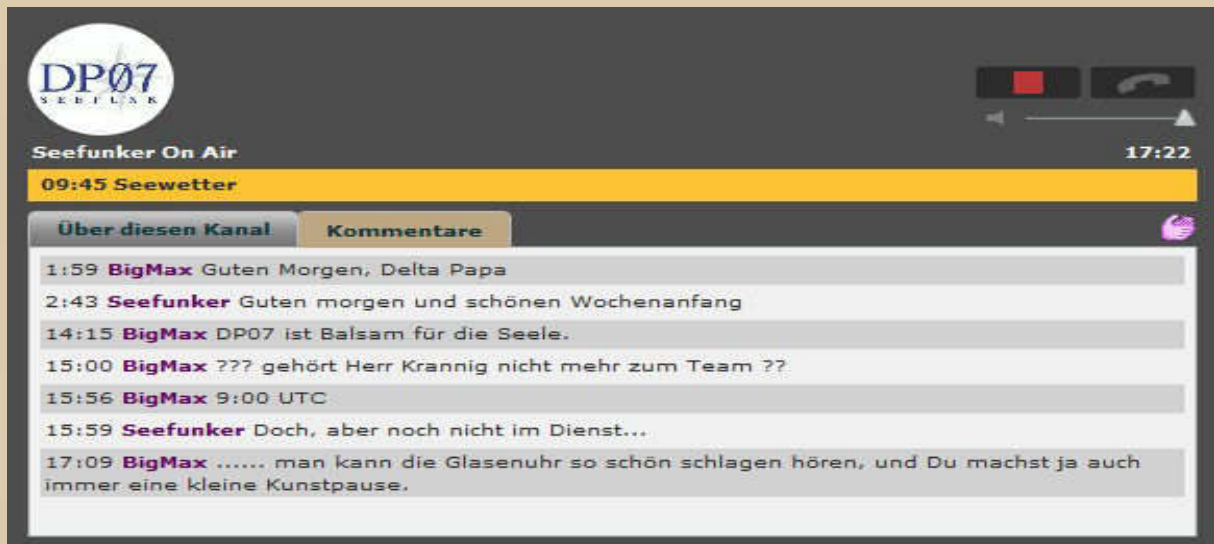 DPØ7
SEEFUNK
Seefunker On Air
17:22
09:45 Seewetter
Über diesen Kanal
Kommentare
1:59 BigMax Guten Morgen, Delta Papa
2:43 Seefunker Guten morgen und schönen Wochenanfang
14:15 BigMax DP07 ist Balsam für die Seele.
15:00 BigMax ??? gehört Herr Krannig nicht mehr zum Team ??
15:56 BigMax 9:00 UTC
15:59 Seefunker Doch, aber noch nicht im Dienst...
17:09 BigMax ...... man kann die Glasenuhr so schön schlagen hören, und Du machst ja auch
immer eine kleine Kunstpause.